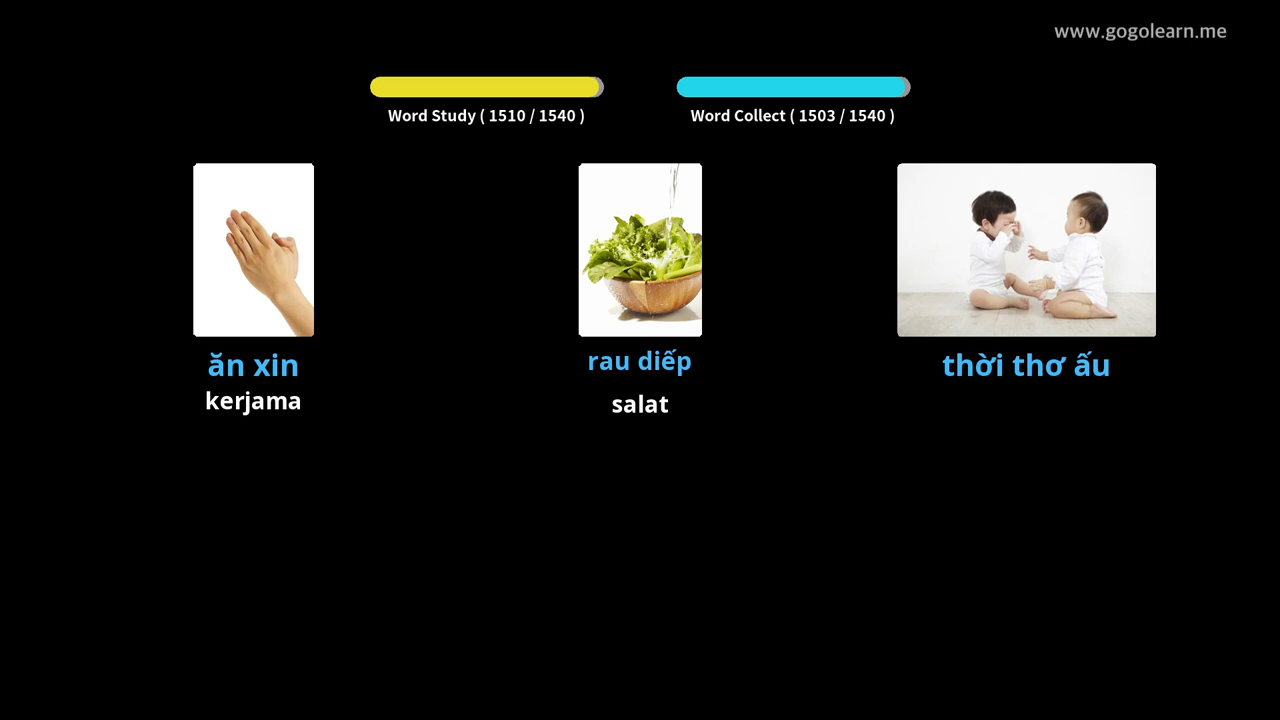 www.gogolearn.me
Word Study ( 1510 / 1540 )
Word Collect ( 1503 / 1540 )
ăn xin
kerjama
rau diếp
salat
thời thơ ấu